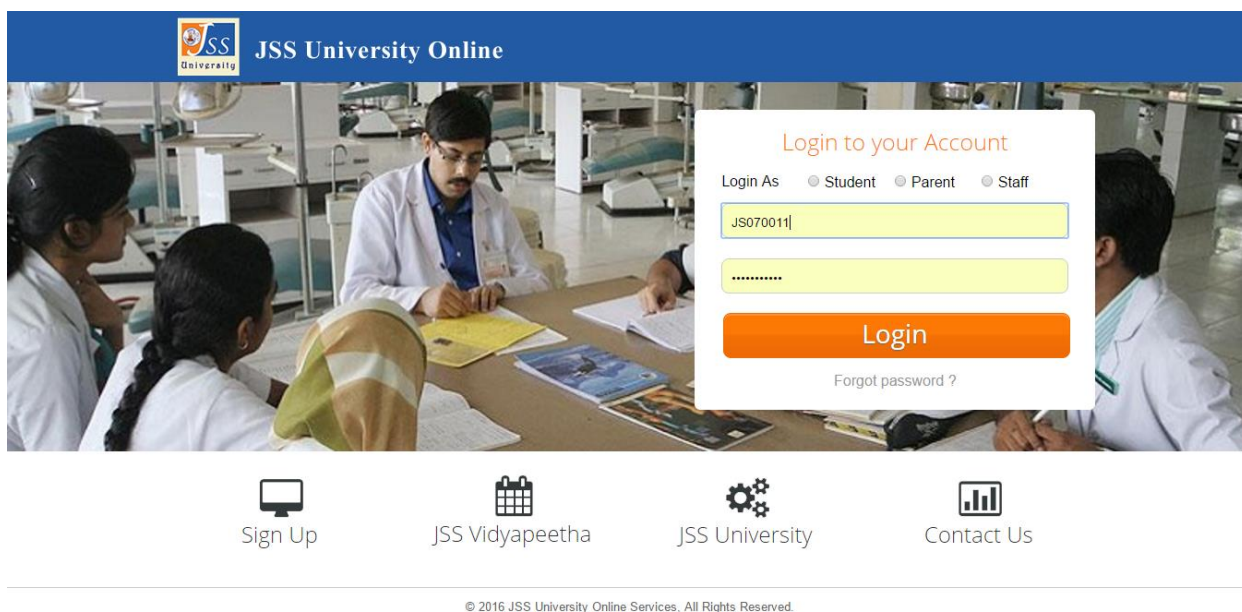 JSS
University
JSS University Online
Login to your Account
Login As Student Parent Staff
JS070011
Login
Forgot password ?
Sign Up
JSS Vidyapeetha
JSS University
Contact Us
© 2016 JSS University Online Services, All Rights Reserved.